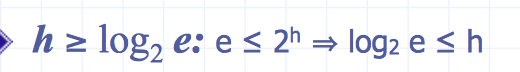 h ≥ log₂ e: e ≤ 2ʰ ⇒ log₂ e ≤ h